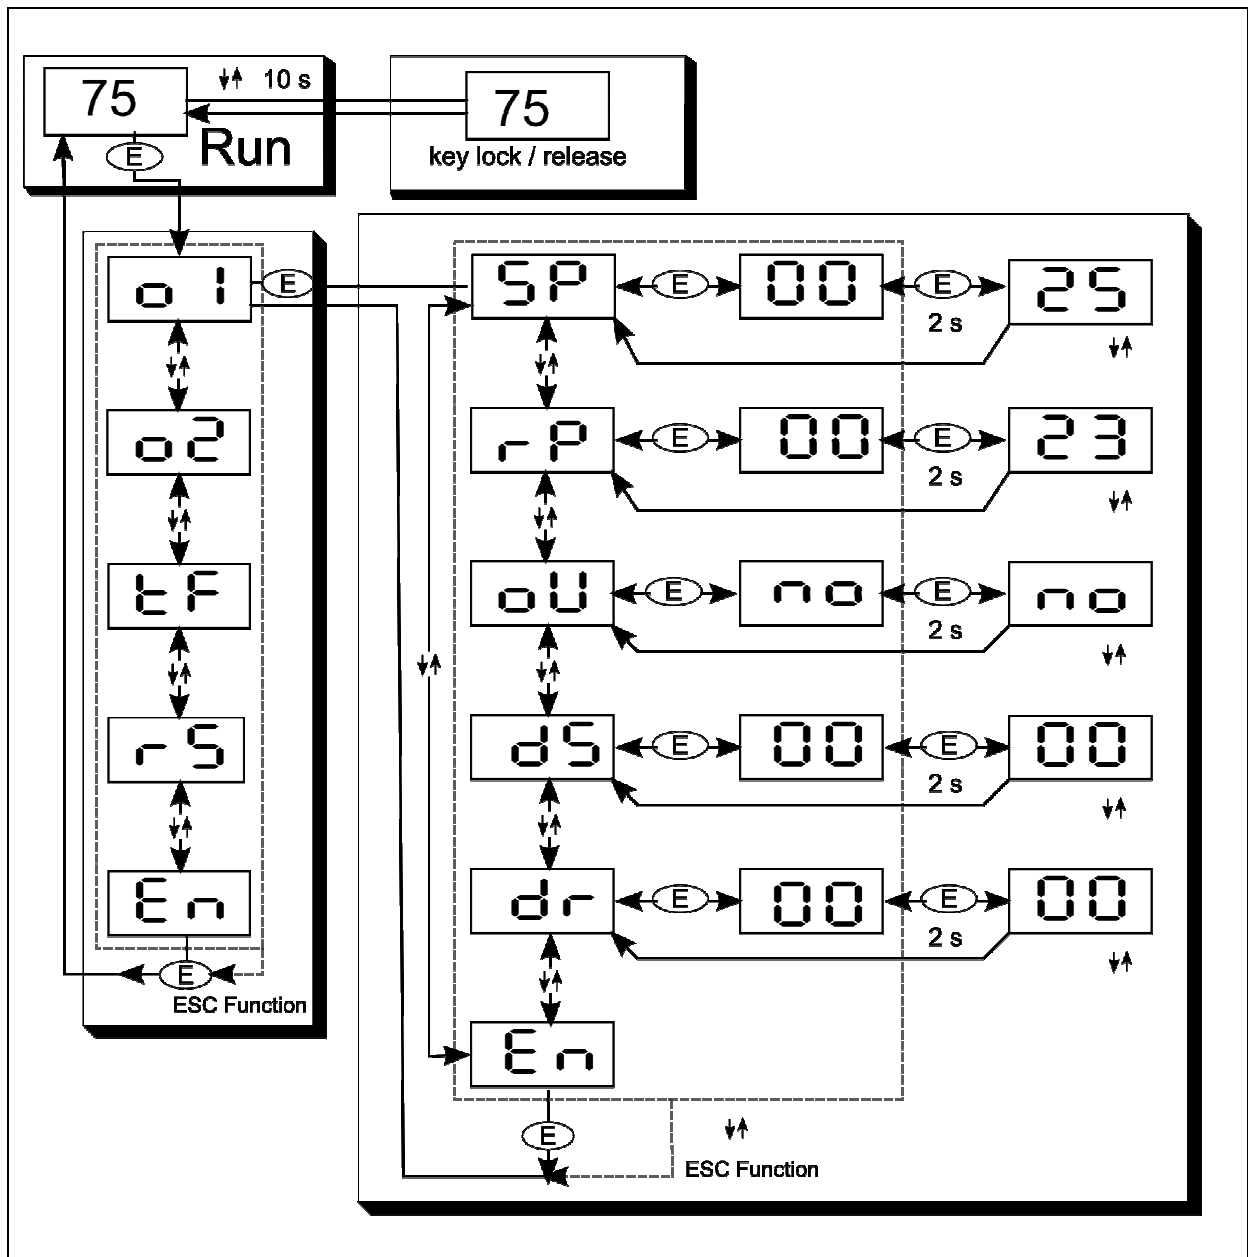 75
10 s
75
E
Run
key lock / release
o1
E
SP
E
00
E
25
2 s
o2
rP
E
00
E
23
2 s
tF
oU
E
no
E
no
2 s
rS
dS
E
00
E
00
2 s
En
dr
E
00
E
00
2 s
E
ESC Function
En
E
ESC Function